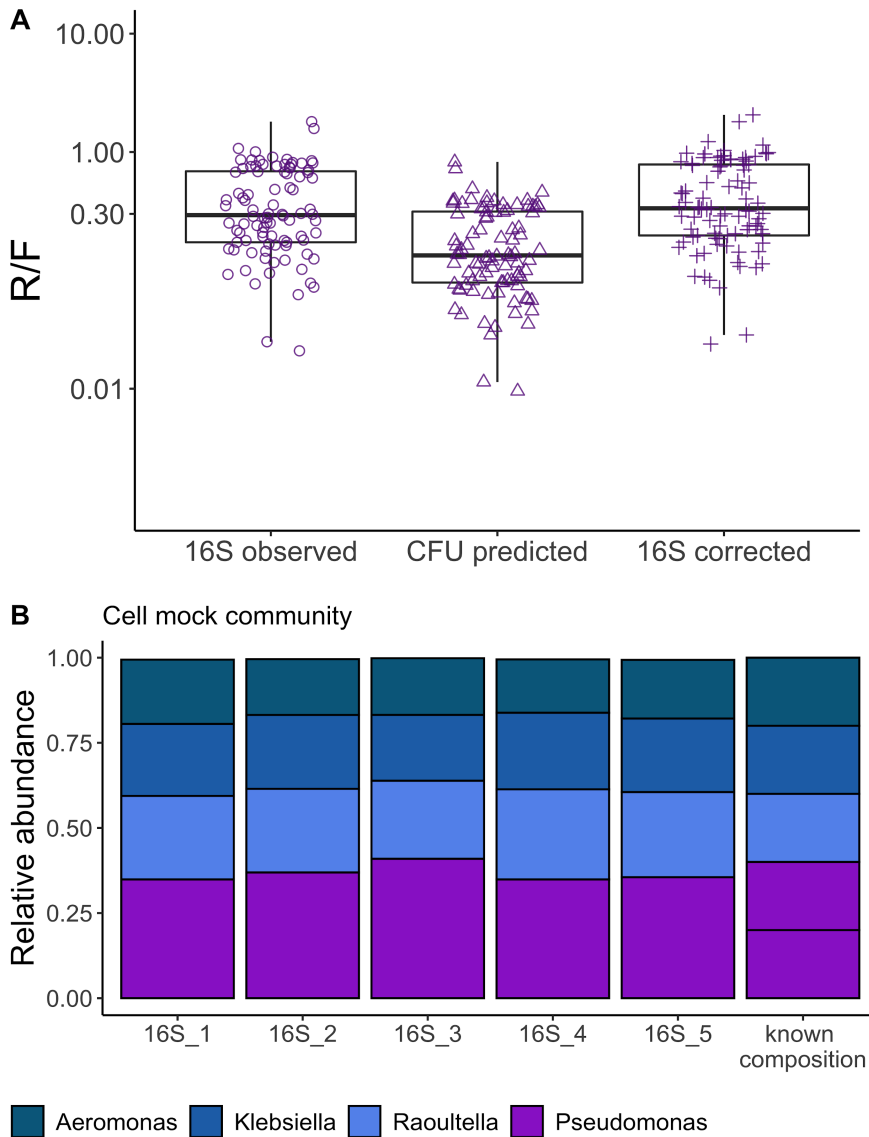 A
10.00
1.00
0.30
0.01
R/F
16S observed CFU predicted 16S corrected
B Cell mock community
1.00
0.75
0.50
0.25
0.00
Relative abundance
16S_1 16S_2 16S_3 16S_4 16S_5 known
composition
Aeromonas Klebsiella Raoultella Pseudomonas